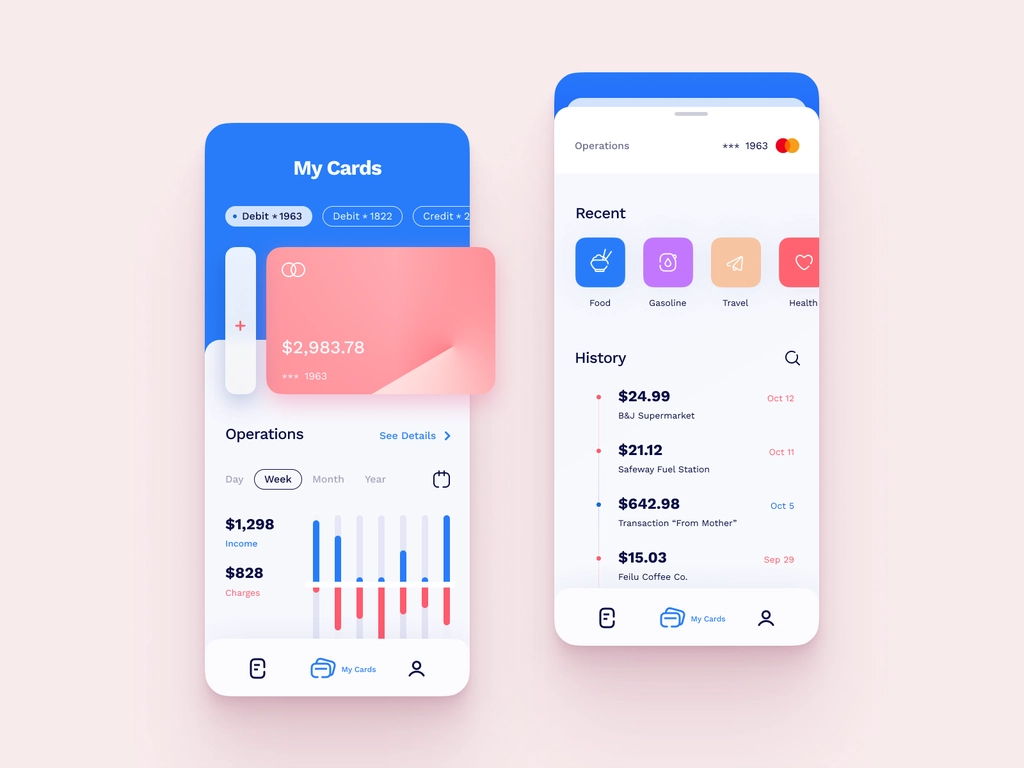 My Cards
Debit * 1963
Debit * 1822
Credit * 2
+
$2,983.78
*** 1963
Operations
See Details
Day Week Month Year
$1,298
Income
$828
Charges
My Cards
Operations
*** 1963
Recent
Food
Gasoline
Travel
Health
History
$24.99
Oct 12
B&J Supermarket
$21.12
Oct 11
Safeway Fuel Station
$642.98
Oct 5
Transaction “From Mother”
$15.03
Sep 29
Feilu Coffee Co.
My Cards